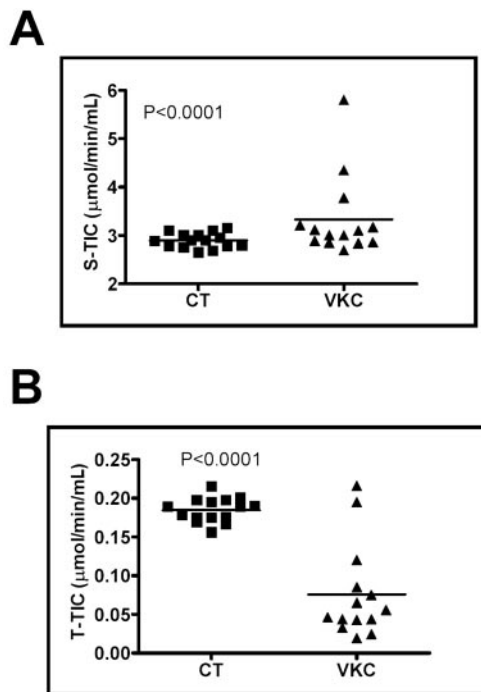 A
S-TIC (μmol/min/mL)
6
5
4
3
2
P<0.0001
CT VKC
B
T-TIC (μmol/min/mL)
0.25
0.20
0.15
0.10
0.05
0.00
P<0.0001
CT VKC